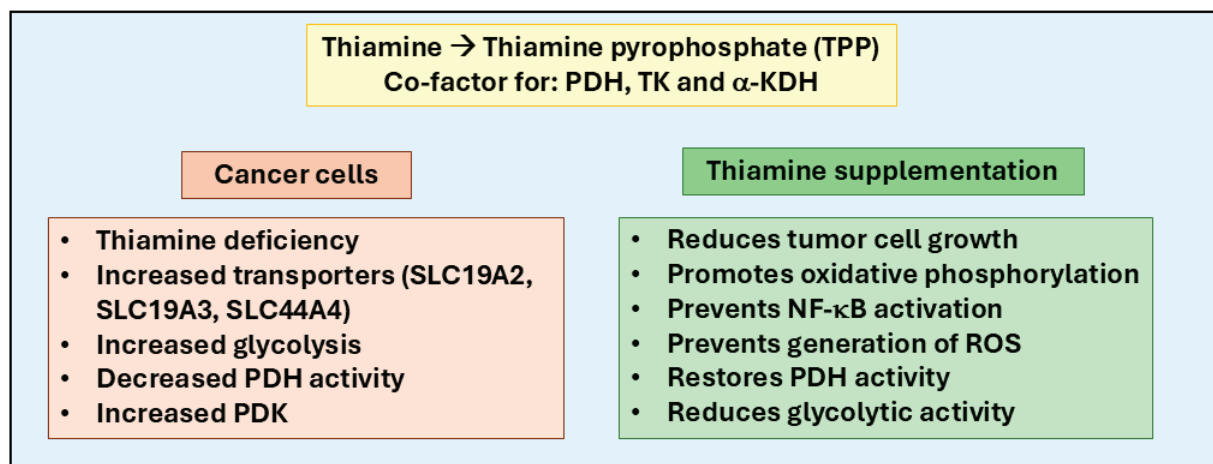 Thiamine → Thiamine pyrophosphate (TPP)
Co-factor for: PDH, TK and α-KDH
Cancer cells
• Thiamine deficiency
• Increased transporters (SLC19A2,
SLC19A3, SLC44A4)
• Increased glycolysis
• Decreased PDH activity
• Increased PDK
Thiamine supplementation
• Reduces tumor cell growth
• Promotes oxidative phosphorylation
• Prevents NF-κB activation
• Prevents generation of ROS
• Restores PDH activity
• Reduces glycolytic activity